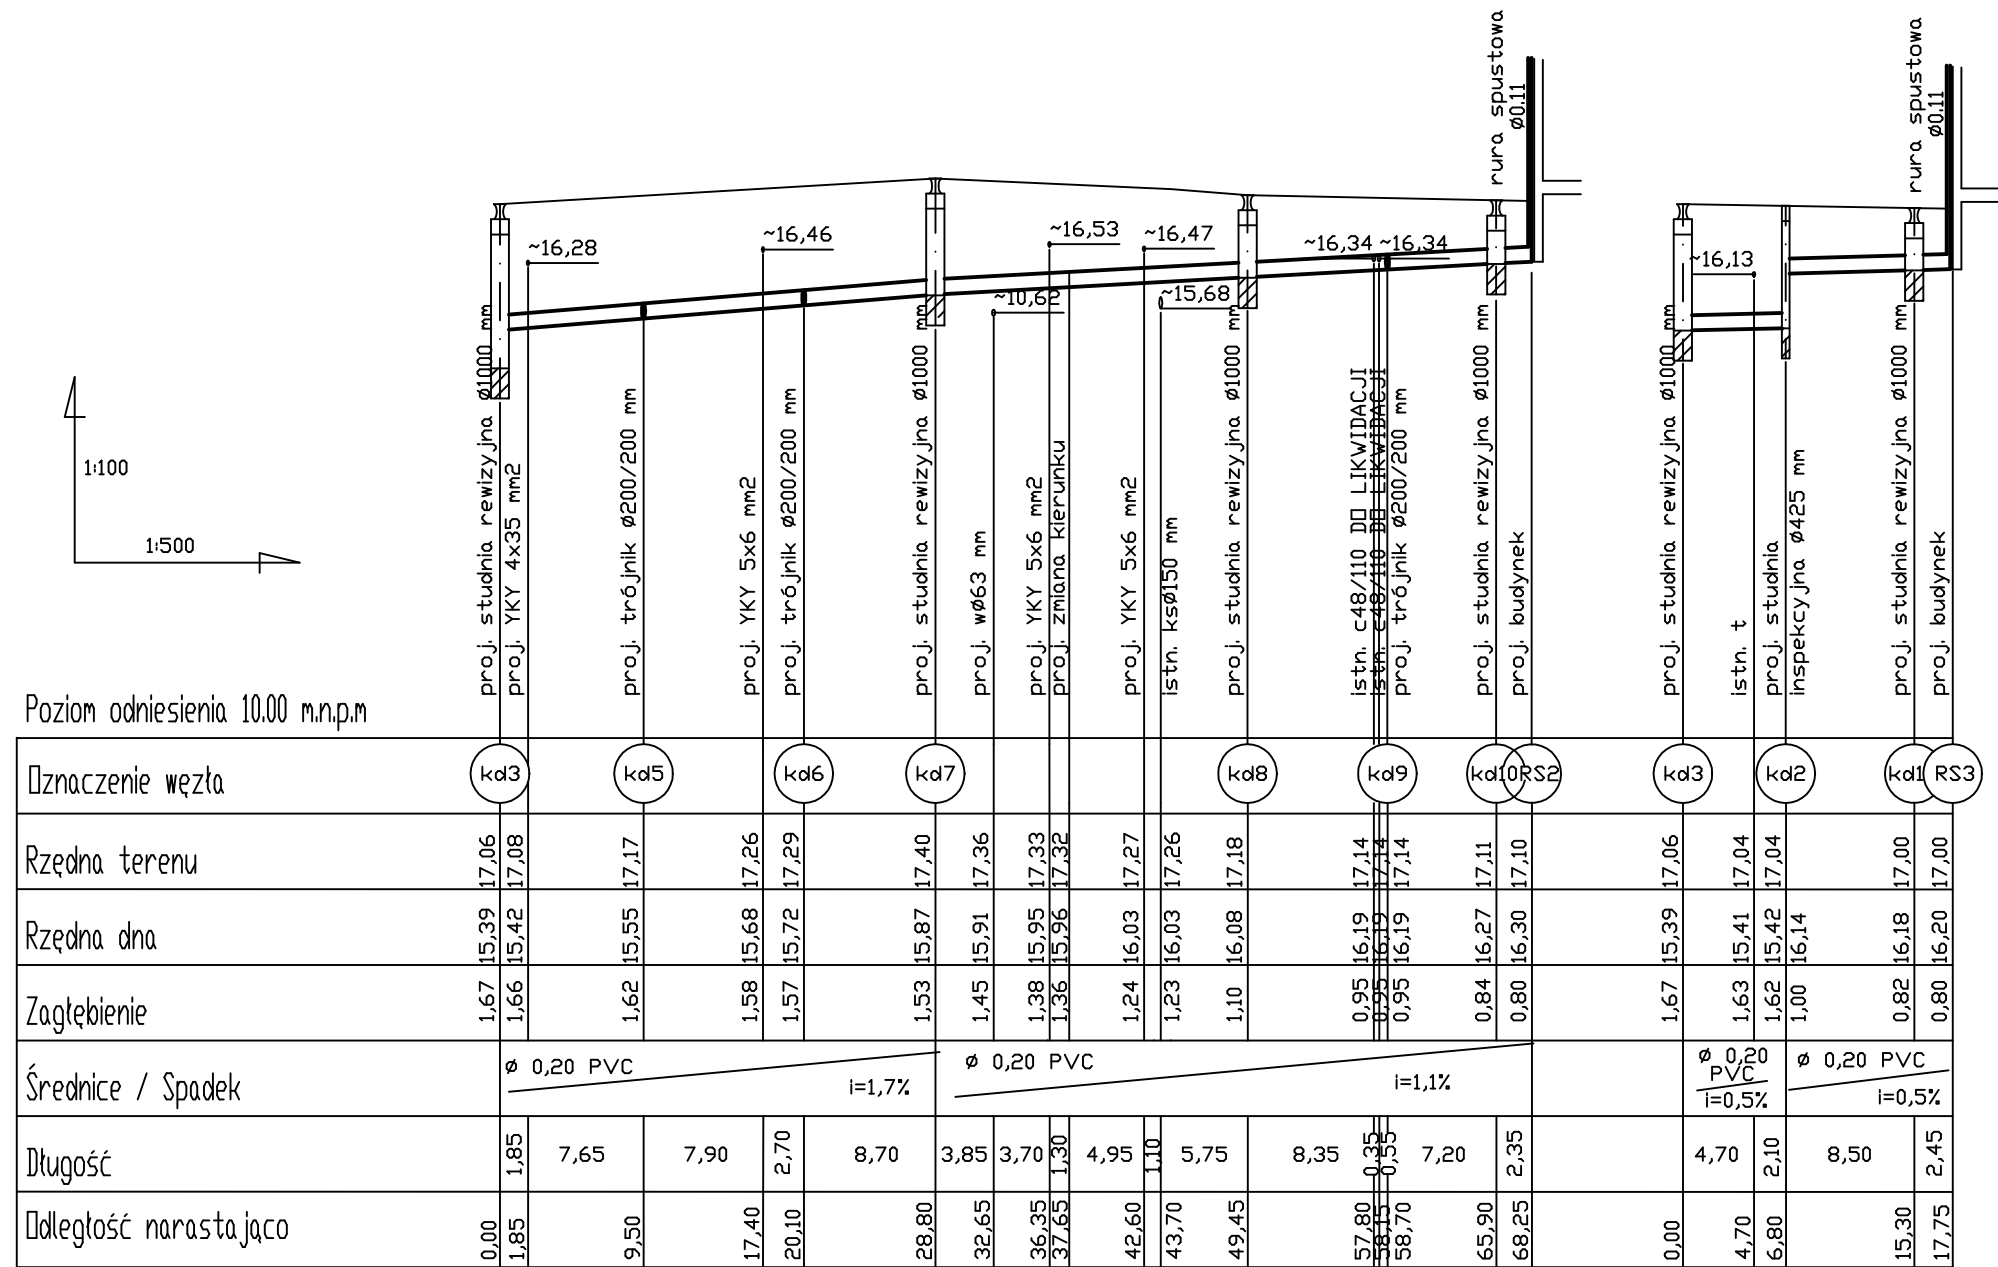 rura spustowa
ø0.11
rura spustowa
ø0.11
~16,28
~16,46
~16,53
~16,47
~16,34
~16,34
~10,62
~15,68
~16,13
1:100
1:500
proj. studnia rewizyjna ø1000 mm
proj. YKY 4x35 mm2
proj. trójnik ø200/200 mm
proj. YKY 5x6 mm2
proj. trójnik ø200/200 mm
proj. studnia rewizyjna ø1000 mm
proj. wø63 mm
proj. YKY 5x6 mm2
proj. zmiana kierunku
proj. YKY 5x6 mm2
istn. ksø150 mm
proj. studnia rewizyjna ø1000 mm
istn. c48/110 DO LIKWIDACJI
istn. c48/110 DO LIKWIDACJI
proj. trójnik ø200/200 mm
proj. studnia rewizyjna ø1000 mm
proj. budynek
proj. studnia rewizyjna ø1000 mm
istn. t
proj. studnia
inspekcyjna ø425 mm
proj. studnia rewizyjna ø1000 mm
proj. budynek
Poziom odniesienia 10.00 m.n.p.m
Oznaczenie węzła kd3 kd5 kd6 kd7 kd8 kd9 kd10 RS2 kd3 kd2 kd1 RS3
Rzędna terenu 17,06 17,08 17,17 17,26 17,29 17,40 17,36 17,33 17,32 17,27 17,26 17,18 17,14 17,14 17,14 17,11 17,10 17,06 17,04 17,04 17,00 17,00
Rzędna dna 15,39 15,42 15,55 15,68 15,72 15,87 15,91 15,95 15,96 16,03 16,03 16,08 16,19 16,19 16,19 16,27 16,30 15,39 15,41 15,42 16,14 16,18 16,20
Zagłębienie 1,67 1,66 1,62 1,58 1,57 1,53 1,45 1,38 1,36 1,24 1,23 1,10 0,95 0,95 0,95 0,84 0,80 1,67 1,63 1,62 1,00 0,82 0,80
Średnice / Spadek ø 0,20 PVC i=1,7% ø 0,20 PVC i=1,1% ø 0,20 PVC i=0,5% ø 0,20 PVC i=0,5%
Długość 1,85 7,65 7,90 2,70 8,70 3,85 3,70 1,30 4,95 1,10 5,75 8,35 0,35 0,55 7,20 2,35 4,70 2,10 8,50 2,45
Odległość narastająco 0,00 1,85 9,50 17,40 20,10 28,80 32,65 36,35 37,65 42,60 43,70 49,45 57,80 58,15 58,70 65,90 68,25 0,00 4,70 6,80 15,30 17,75